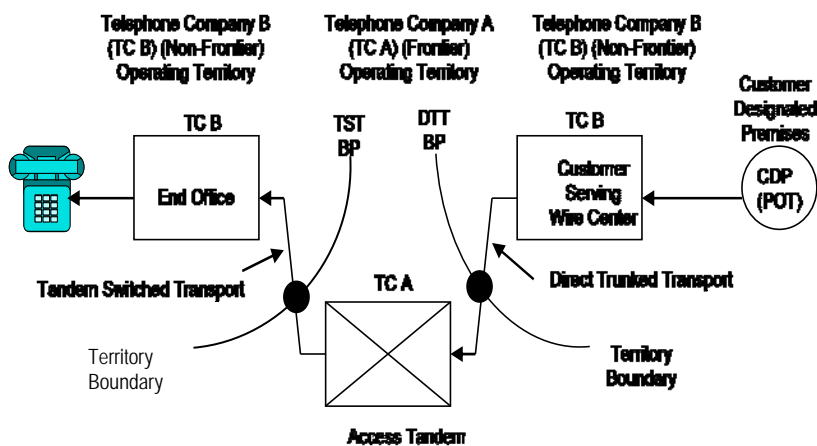 Telephone Company B
(TC B) (Non-Frontier)
Operating Territory
Telephone Company A
(TC A) (Frontier)
Operating Territory
Telephone Company B
(TC B) (Non-Frontier)
Operating Territory
Customer
Designated
Premises
TC B
TST
BP
DTT
BP
TC B
End Office
Customer
Serving
Wire Center
CDP
(POT)
Tandem Switched Transport
TC A
Direct Trunked Transport
Territory
Boundary
Territory
Boundary
Access Tandem